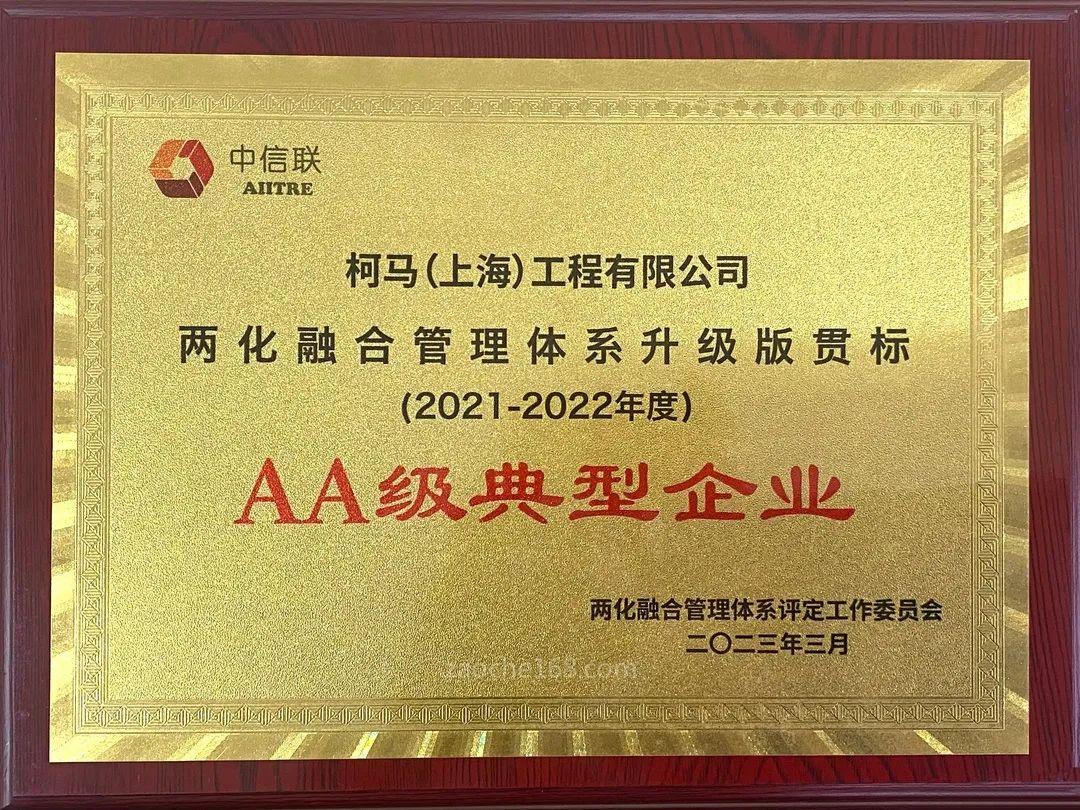 中信联
AIITRE
柯马(上海)工程有限公司
两化融合管理体系升级版贯标
(2021-2022年度)
AA级典型企业
两化融合管理体系评定工作委员会
二〇二三年三月
zaoche168.com